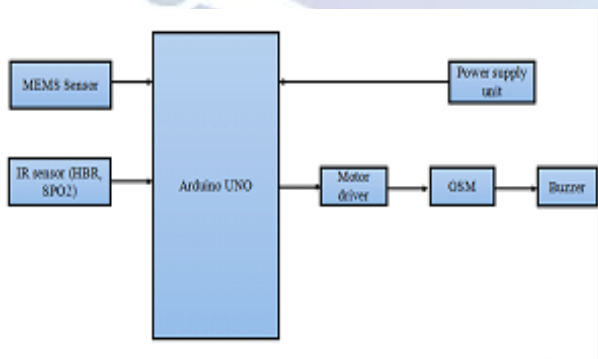 MEMS Sensor
Power supply
unit
IR sensor (HBR,
SPO2)
Arduino UNO
Motor
driver
GSM
Buzzer